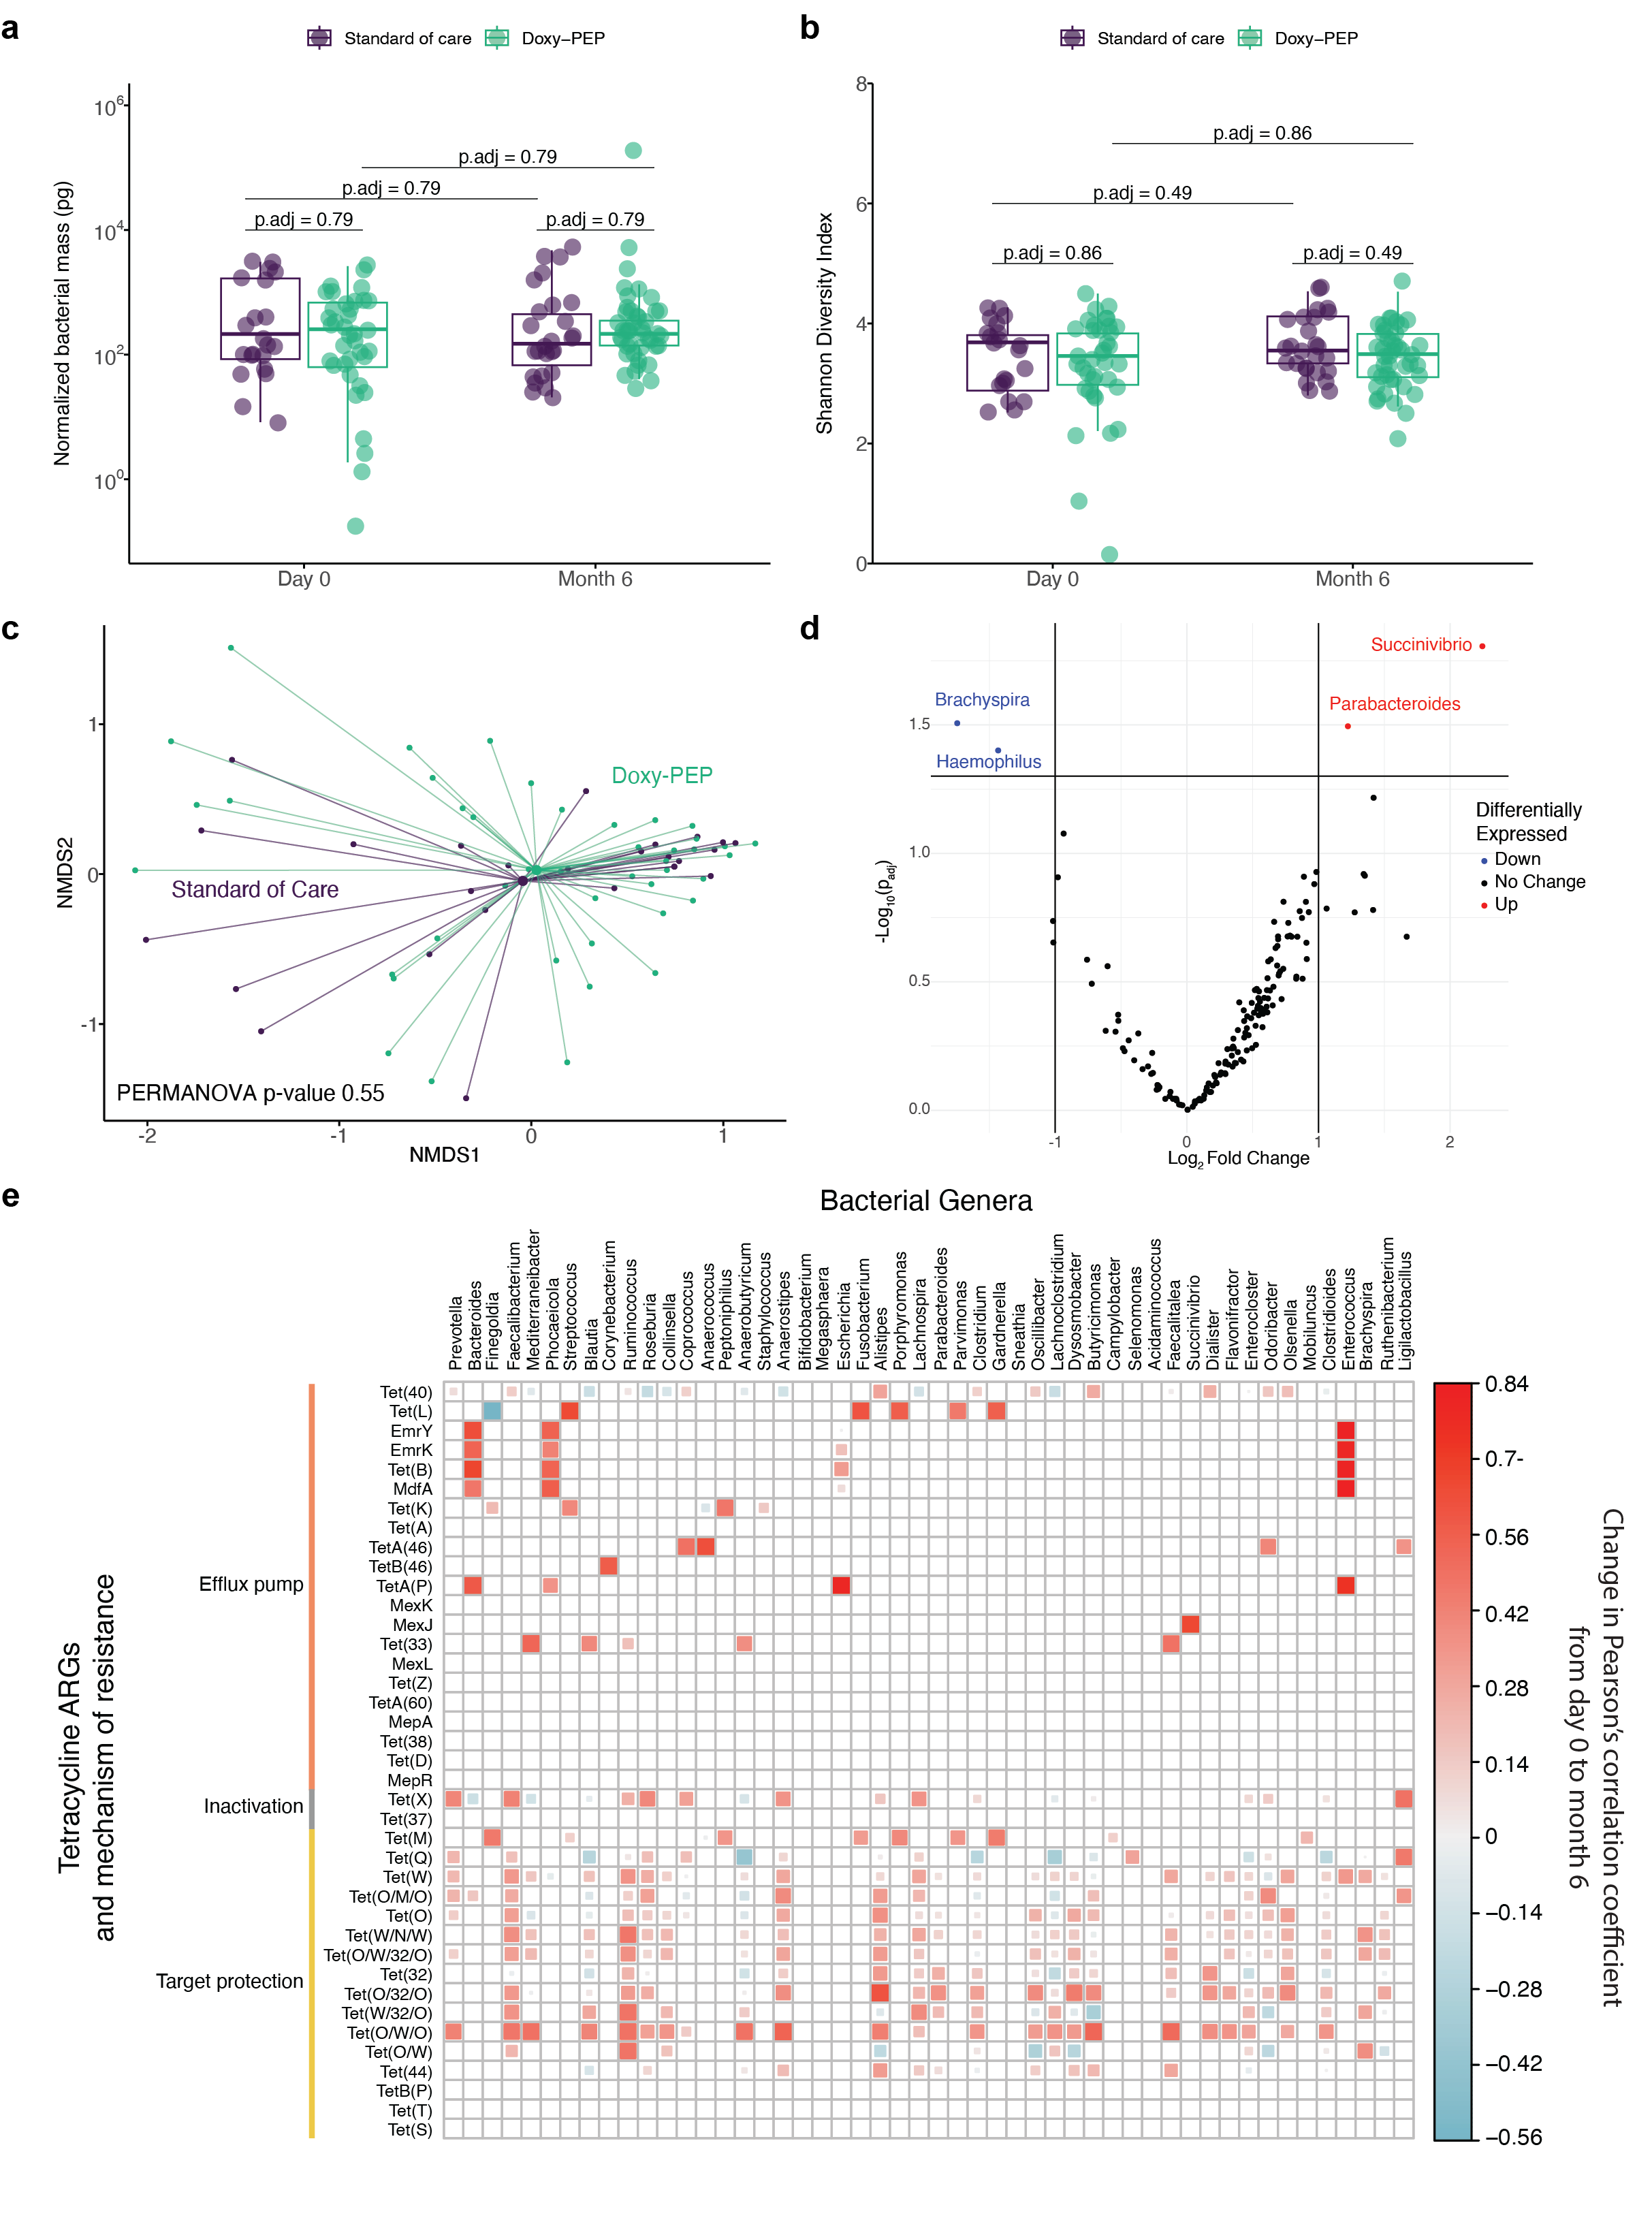 a
Standard of care
Doxy−PEP
Normalized bacterial mass (pg)
10^6
10^4
10^2
10^0
p.adj = 0.79
p.adj = 0.79
p.adj = 0.79
p.adj = 0.79
Day 0
Month 6
b
Standard of care
Doxy−PEP
Shannon Diversity Index
8
6
4
2
0
p.adj = 0.86
p.adj = 0.49
p.adj = 0.86
p.adj = 0.49
Day 0
Month 6
c
NMDS2
1
0
-1
Doxy-PEP
Standard of Care
PERMANOVA p-value 0.55
-2
-1
0
1
NMDS1
d
Succinivibrio
Brachyspira
Parabacteroides
Haemophilus
-Log10(padj)
1.5
1.0
0.5
0.0
-1
0
1
2
Log2 Fold Change
Differentially
Expressed
Down
No Change
Up
e
Bacterial Genera
Prevotella
Bacteroides
Finegoldia
Faecalibacterium
Mediterraneibacter
Phocaeicola
Streptococcus
Blautia
Corynebacterium
Ruminococcus
Roseburia
Collinsella
Coprococcus
Anaerococcus
Peptoniphilus
Anaerobutyricum
Staphylococcus
Anaerostipes
Bifidobacterium
Megasphaera
Escherichia
Fusobacterium
Alistipes
Porphyromonas
Lachnospira
Parabacteroides
Parvimonas
Clostridium
Gardnerella
Sneathia
Oscillibacter
Lachnoclostridium
Dysosmobacter
Butyricimonas
Campylobacter
Selenomonas
Acidaminococcus
Faecalitalea
Succinivibrio
Dialister
Flavonifractor
Enterocloster
Odoribacter
Olsenella
Mobiluncus
Clostridioides
Enterococcus
Brachyspira
Ruthenibacterium
Ligilactobacillus
Tetracycline ARGs
and mechanism of resistance
Efflux pump
Inactivation
Target protection
Tet(40)
Tet(L)
EmrY
EmrK
Tet(B)
MdfA
Tet(K)
Tet(A)
TetA(46)
TetB(46)
TetA(P)
MexK
MexJ
Tet(33)
MexL
Tet(Z)
TetA(60)
MepA
Tet(38)
Tet(D)
MepR
Tet(X)
Tet(37)
Tet(M)
Tet(Q)
Tet(W)
Tet(O/M/O)
Tet(O)
Tet(W/N/W)
Tet(O/W/32/O)
Tet(32)
Tet(O/32/O)
Tet(W/32/O)
Tet(O/W/O)
Tet(O/W)
Tet(44)
TetB(P)
Tet(T)
Tet(S)
0.84
0.7-
0.56
0.42
0.28
0.14
0
−0.14
−0.28
−0.42
−0.56
Change in Pearson’s correlation coefficient
from day 0 to month 6